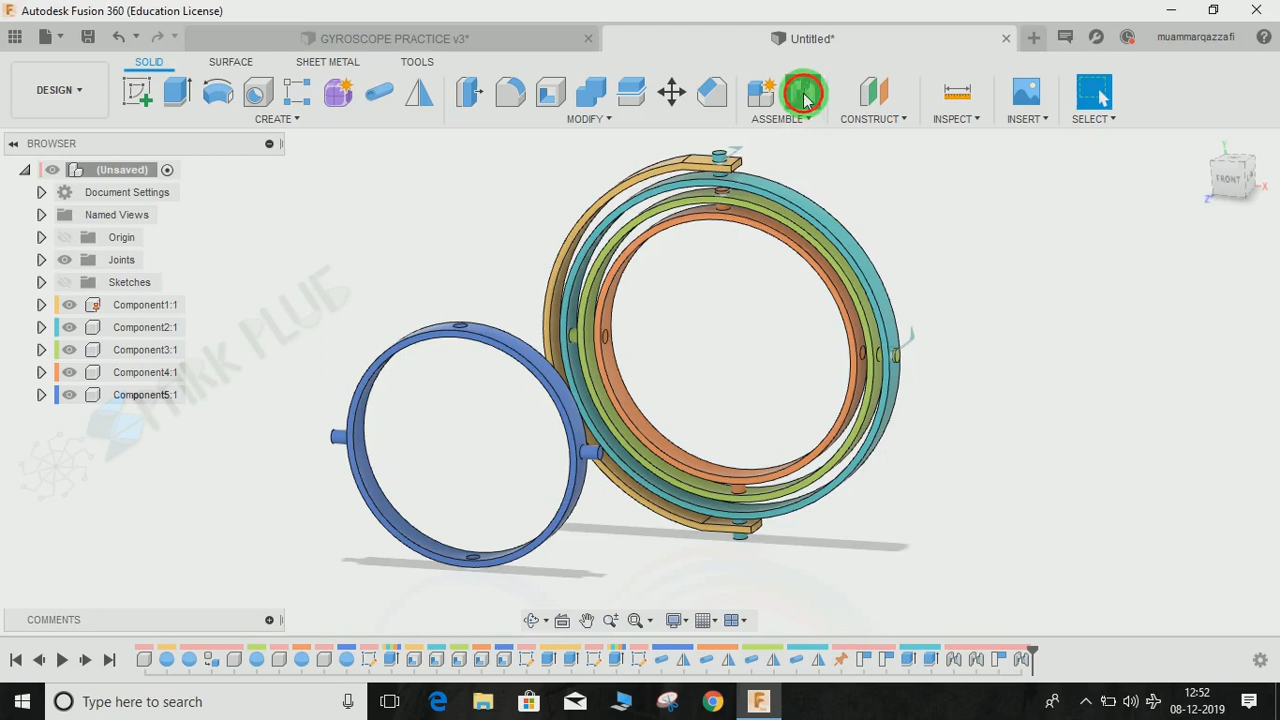 Autodesk Fusion 360 (Education License)
GYROSCOPE PRACTICE v3*
Untitled*
muammarqazzafi
SOLID
SURFACE
SHEET METAL
TOOLS
DESIGN
CREATE
MODIFY
ASSEMBLE
CONSTRUCT
INSPECT
INSERT
SELECT
BROWSER
(Unsaved)
Document Settings
Named Views
Origin
Joints
Sketches
Component1:1
Component2:1
Component3:1
Component4:1
Component5:1
FRONT
Y
X
Z
COMMENTS
Type here to search
12:52
08-12-2019